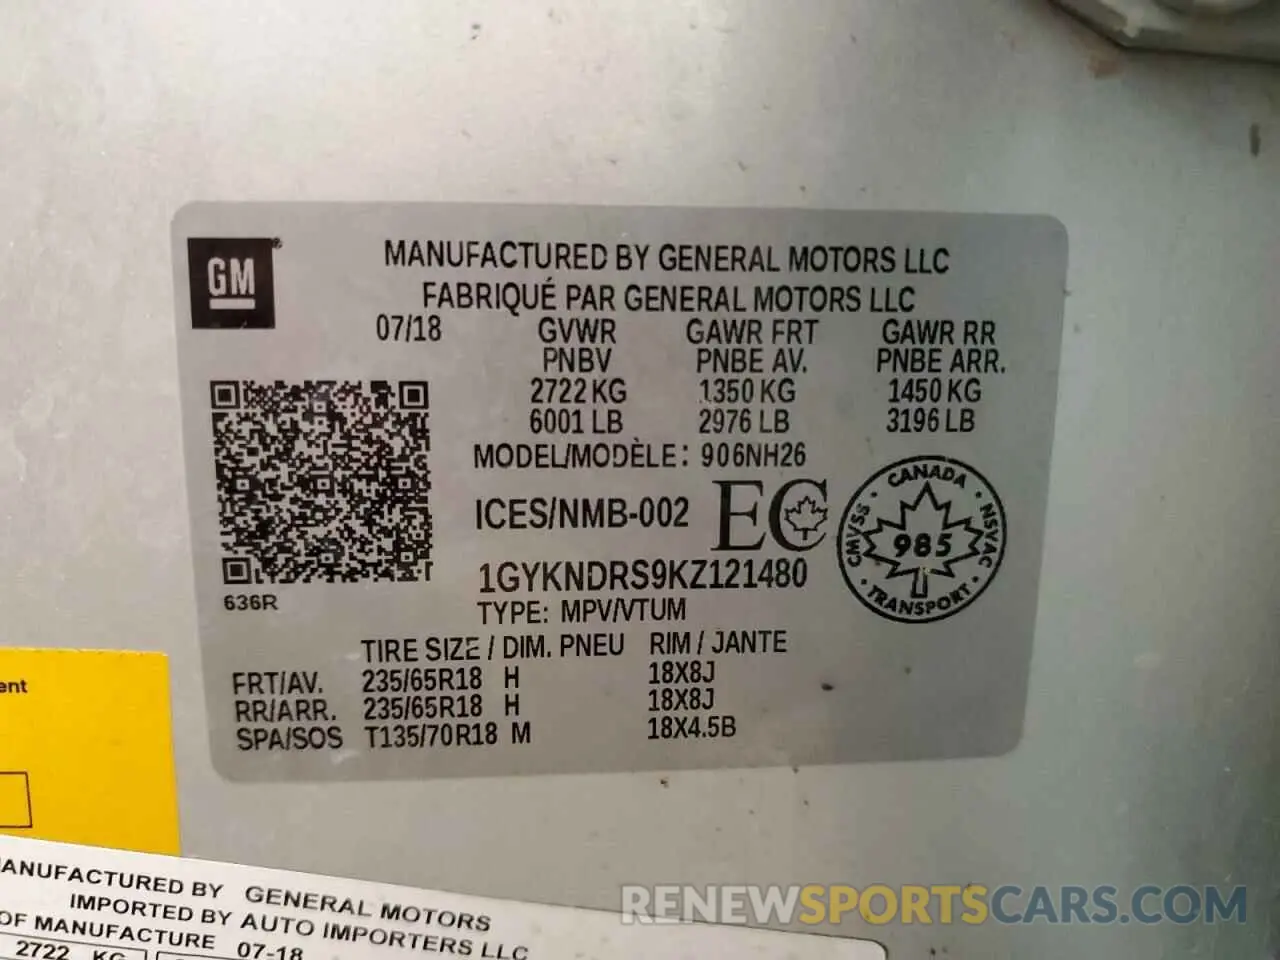 GM
MANUFACTURED BY GENERAL MOTORS LLC
FABRIQUÉ PAR GENERAL MOTORS LLC
07/18 GVWR GAWR FRT GAWR RR
PNBV PNBE AV. PNBE ARR.
2722 KG 1350 KG 1450 KG
6001 LB 2976 LB 3196 LB
MODEL/MODÈLE: 906NH26
ICES/NMB-002 EC
CANADA
CMVSS 985 NSVAC
TRANSPORT
1GYKNDRS9KZ121480
636R
TYPE: MPV/VTUM
TIRE SIZE / DIM. PNEU RIM / JANTE
FRT/AV. 235/65R18 H 18X8J
RR/ARR. 235/65R18 H 18X8J
SPA/SOS T135/70R18 M 18X4.5B
ent
MANUFACTURED BY GENERAL MOTORS
IMPORTED BY AUTO IMPORTERS LLC
OF MANUFACTURE 07-18
2722 KG
RENEWSPORTSCARS.COM